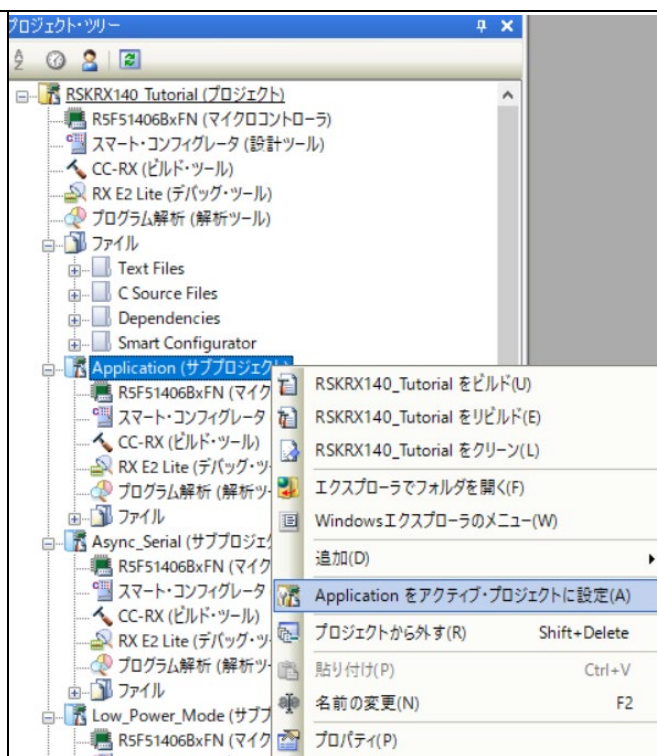 プロジェクト・ツリー
RSKRX140_Tutorial (プロジェクト)
R5F51406BxFN (マイクロコントローラ)
スマート・コンフィグレータ (設計ツール)
CC-RX (ビルド・ツール)
RX E2 Lite (デバッグ・ツール)
プログラム解析 (解析ツール)
ファイル
Text Files
C Source Files
Dependencies
Smart Configurator
Application (サブプロジェクト)
R5F51406BxFN (マイク
スマート・コンフィグレータ
CC-RX (ビルド・ツール)
RX E2 Lite (デバッグ・ツー
プログラム解析 (解析ツー
ファイル
Async_Serial (サブプロジェク
R5F51406BxFN (マイク
スマート・コンフィグレータ
CC-RX (ビルド・ツール)
RX E2 Lite (デバッグ・ツー
プログラム解析 (解析ツー
ファイル
Low_Power_Mode (サブプ
R5F51406BxFN (マイク
RSKRX140_Tutorial をビルド(U)
RSKRX140_Tutorial をリビルド(E)
RSKRX140_Tutorial をクリーン(L)
エクスプローラでフォルダを開く(F)
Windowsエクスプローラのメニュー(W)
追加(D)
Application をアクティブ・プロジェクトに設定(A)
プロジェクトから外す(R) Shift+Delete
貼り付け(P) Ctrl+V
名前の変更(N) F2
プロパティ(P)